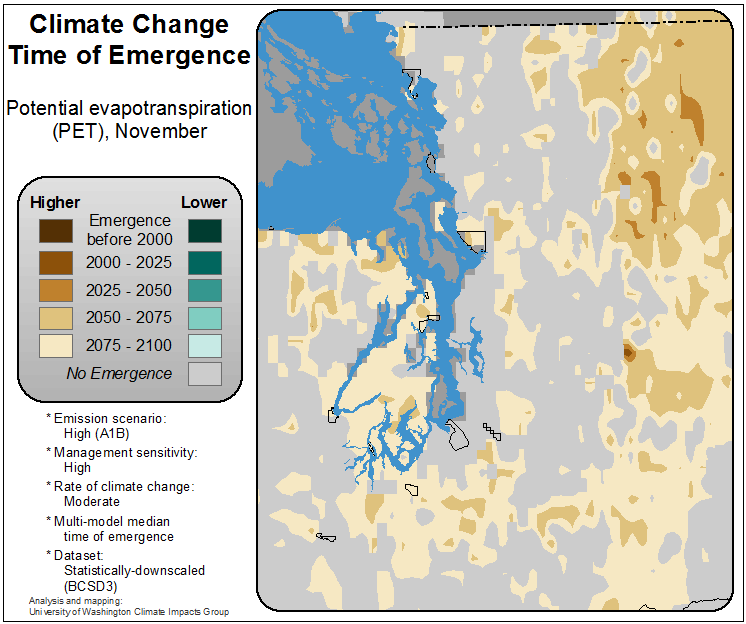 Climate Change
Time of Emergence
Potential evapotranspiration
(PET), November
Higher Lower
Emergence
before 2000
2000 - 2025
2025 - 2050
2050 - 2075
2075 - 2100
No Emergence
* Emission scenario:
High (A1B)
* Management sensitivity:
High
* Rate of climate change:
Moderate
* Multi-model median
time of emergence
* Dataset:
Statistically-downscaled
(BCSD3)
Analysis and mapping:
University of Washington Climate Impacts Group